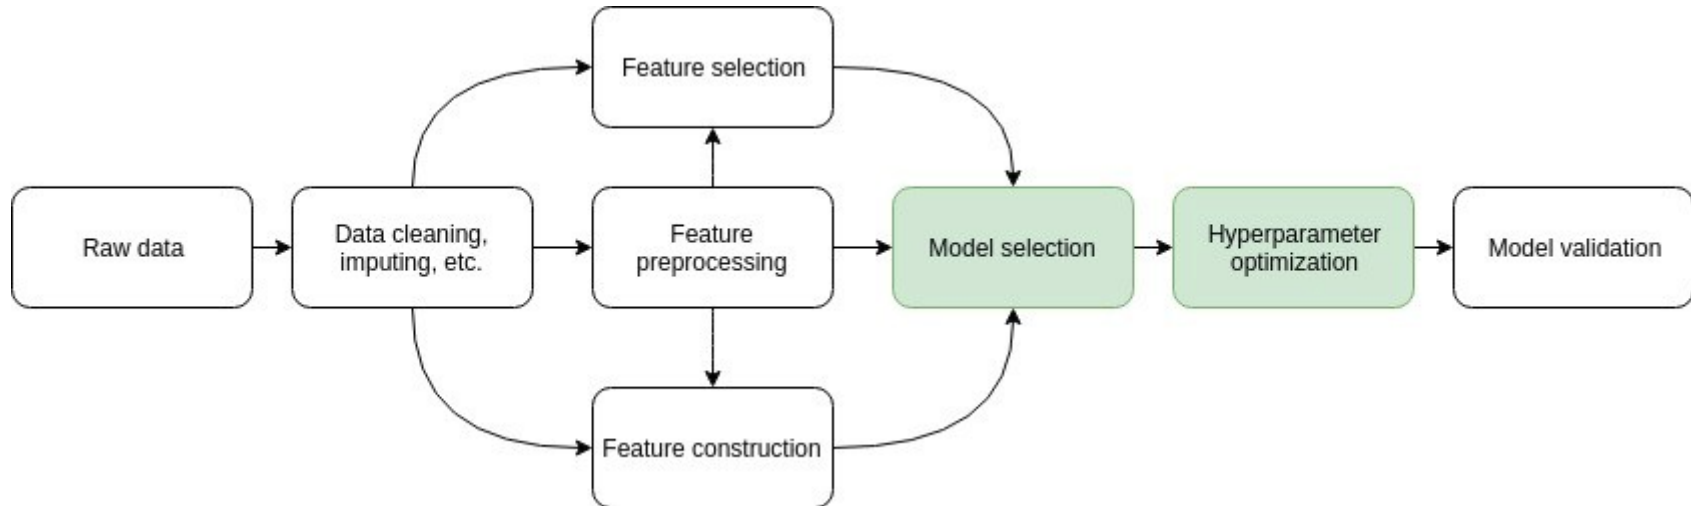 Feature selection
Raw data
Data cleaning,
imputing, etc.
Feature
preprocessing
Model selection
Hyperparameter
optimization
Model validation
Feature construction